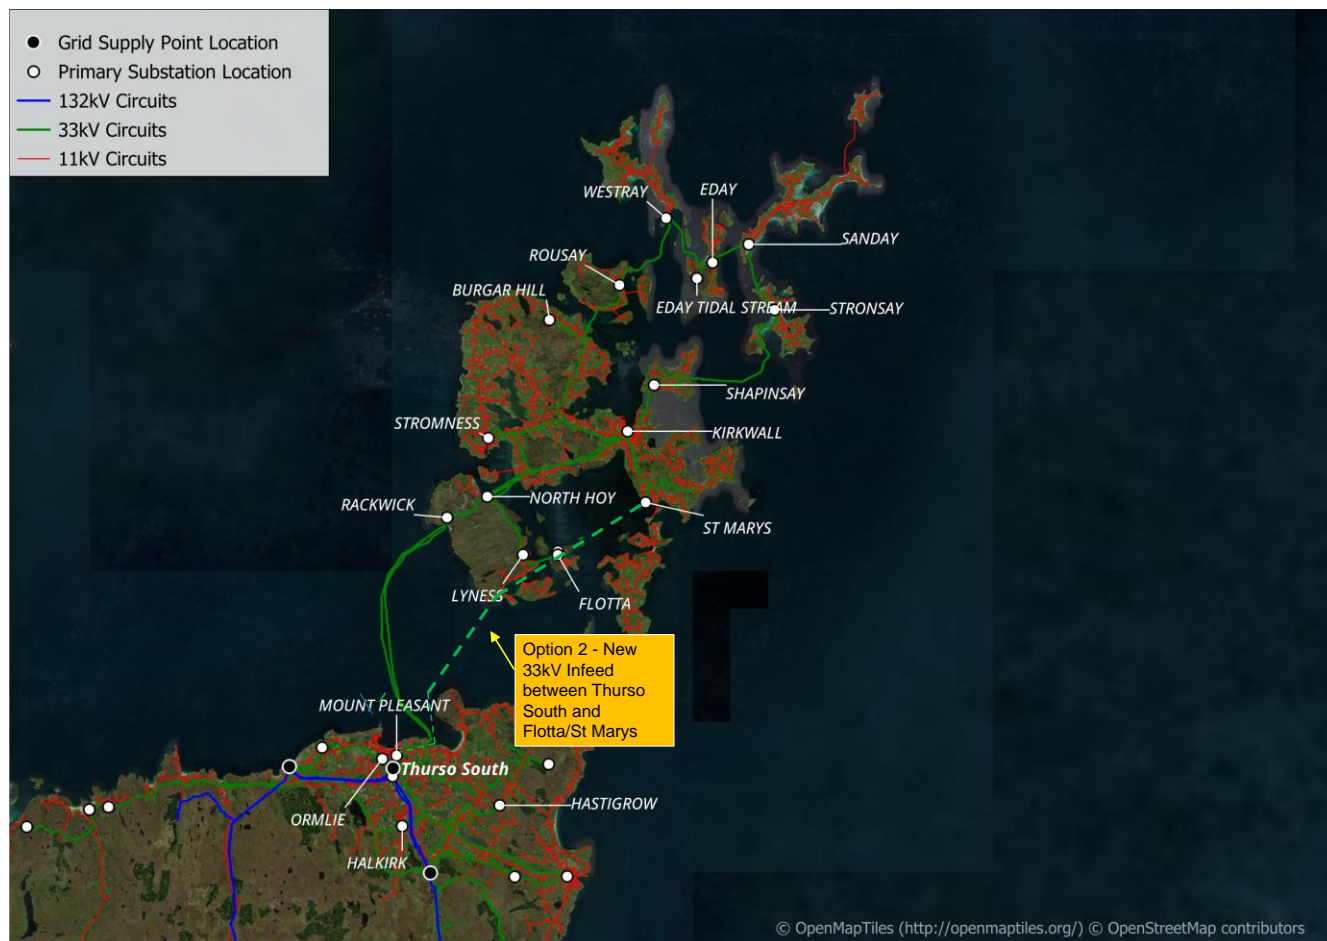 Grid Supply Point Location
Primary Substation Location
132kV Circuits
33kV Circuits
11kV Circuits
WESTRAY
EDAY
SANDAY
ROUSAY
BURGAR HILL
EDAY TIDAL STREAM
STRONSAY
SHAPINSAY
STROMNESS
KIRKWALL
RACKWICK
NORTH HOY
ST MARYS
LYNESS
FLOTTA
Option 2 - New
33kV Infeed
between Thurso
South and
Flotta/St Marys
MOUNT PLEASANT
Thurso South
HASTIGROW
ORMLIE
HALKIRK
© OpenMapTiles (http://openmaptiles.org/) © OpenStreetMap contributors